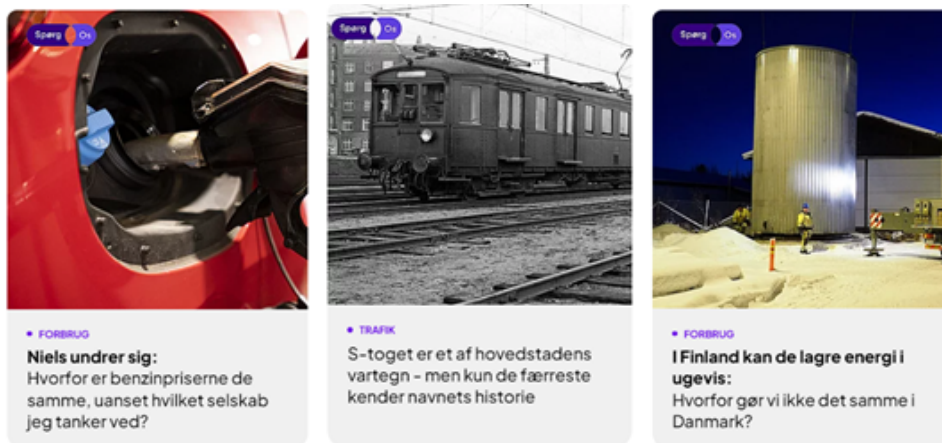 Spørg Os
FORBRUG
Niels undrer sig:
Hvorfor er benzinpriserne de
samme, uanset hvilket selskab
jeg tanker ved?
Spørg Os
TRAFIK
S-toget er et af hovedstadens
vartegn - men kun de færreste
kender navnets historie
Spørg Os
FORBRUG
I Finland kan de lagre energi i
ugevis:
Hvorfor gør vi ikke det samme i
Danmark?